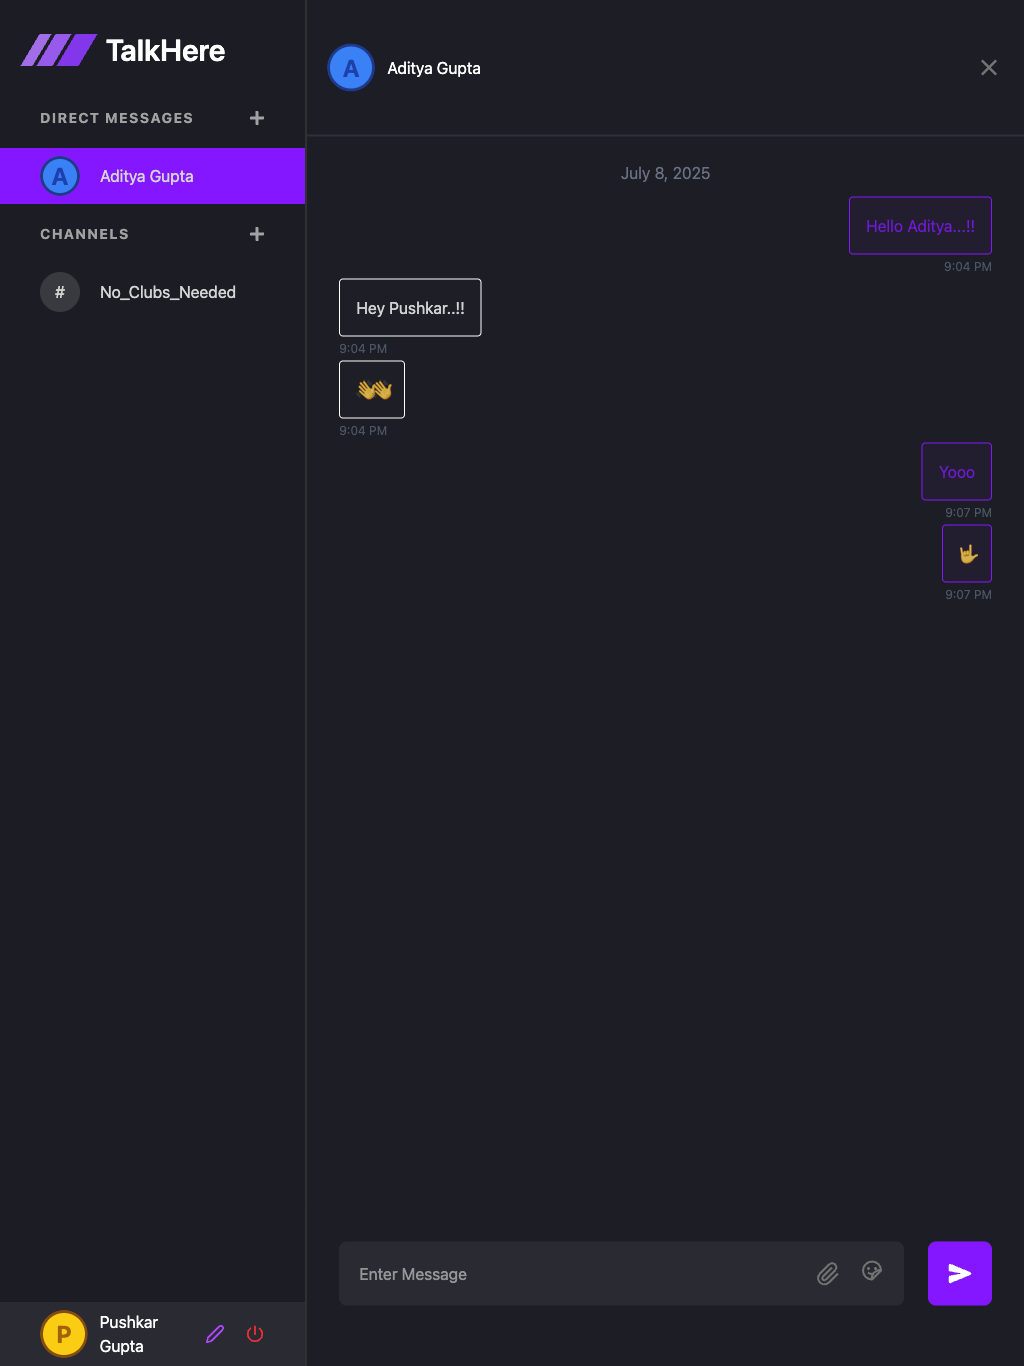 TalkHere
DIRECT MESSAGES
A Aditya Gupta
CHANNELS
# No_Clubs_Needed
P Pushkar
Gupta
A Aditya Gupta
July 8, 2025
Hello Aditya...!!
9:04 PM
Hey Pushkar..!!
9:04 PM
👋👋
9:04 PM
Yooo
9:07 PM
🤟
9:07 PM
Enter Message